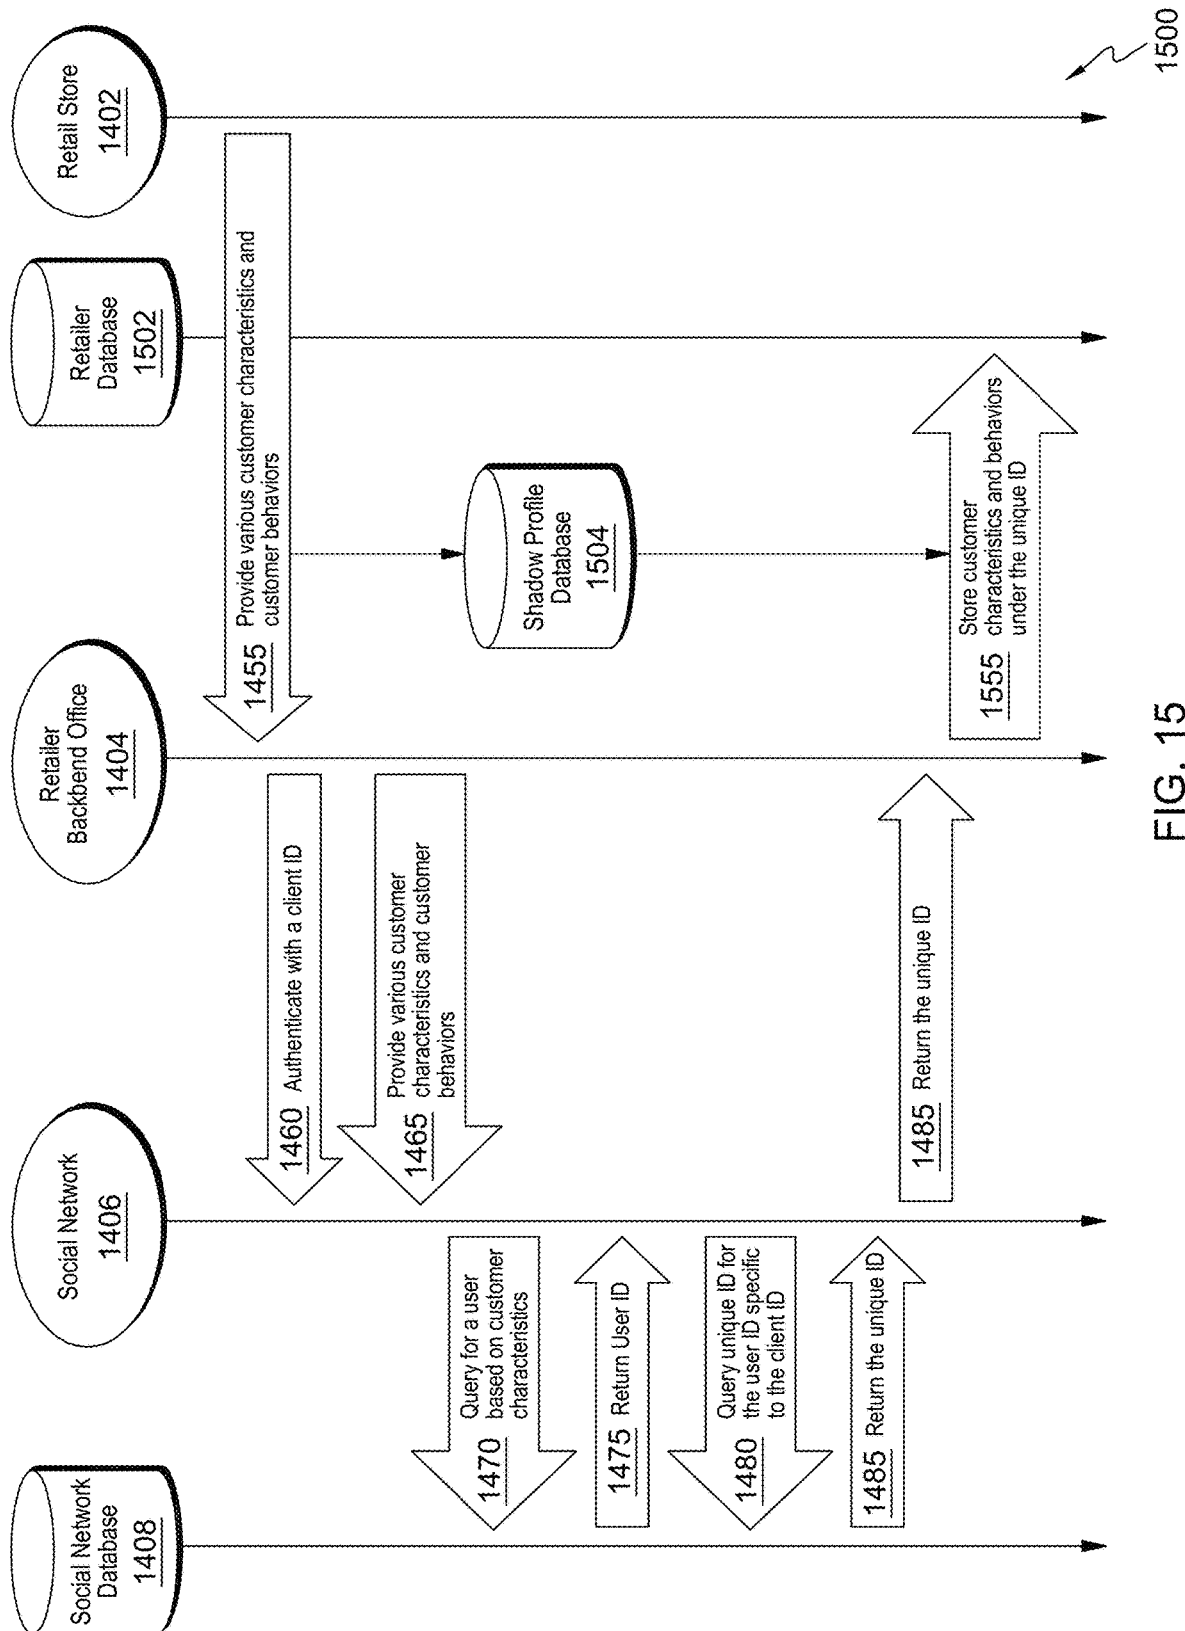 Social Network
Database
1408
Social Network
1406
Retailer
Backbend Office
1404
Retailer
Database
1502
Retail Store
1402
1455 Provide various customer characteristics and
customer behaviors
1460 Authenticate with a client ID
Provide various customer
1465 characteristics and customer
behaviors
Shadow Profile
Database
1504
Query for a user
1470 based on customer
characteristics
1475 Return User ID
Query unique ID for
1480 the user ID specific
to the client ID
1485 Return the unique ID
1485 Return the unique ID
Store customer
1555 characteristics and behaviors
under the unique ID
1500
FIG. 15